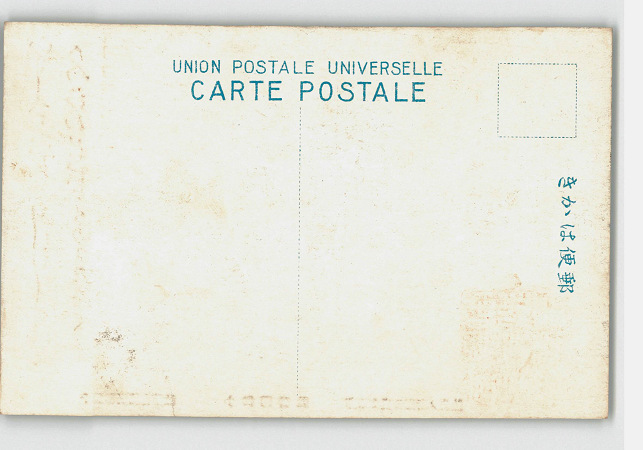 UNION POSTALE UNIVERSELLE
CARTE POSTALE
郵便はかき